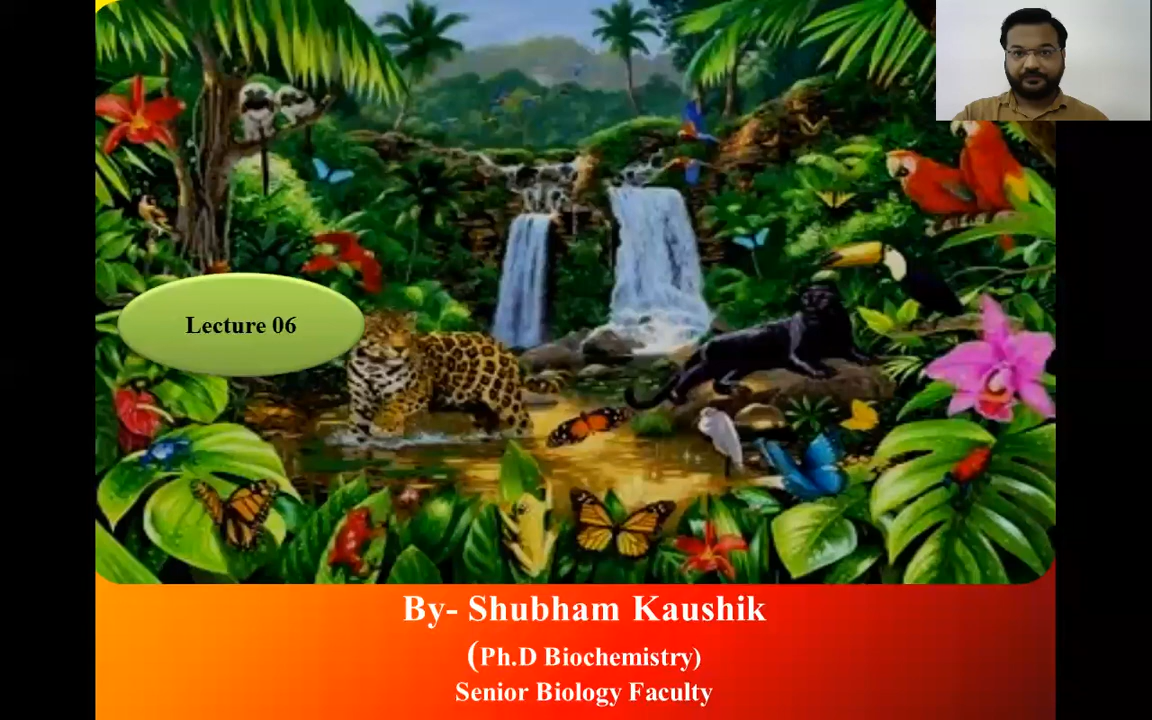 Lecture 06
By- Shubham Kaushik
(Ph.D Biochemistry)
Senior Biology Faculty